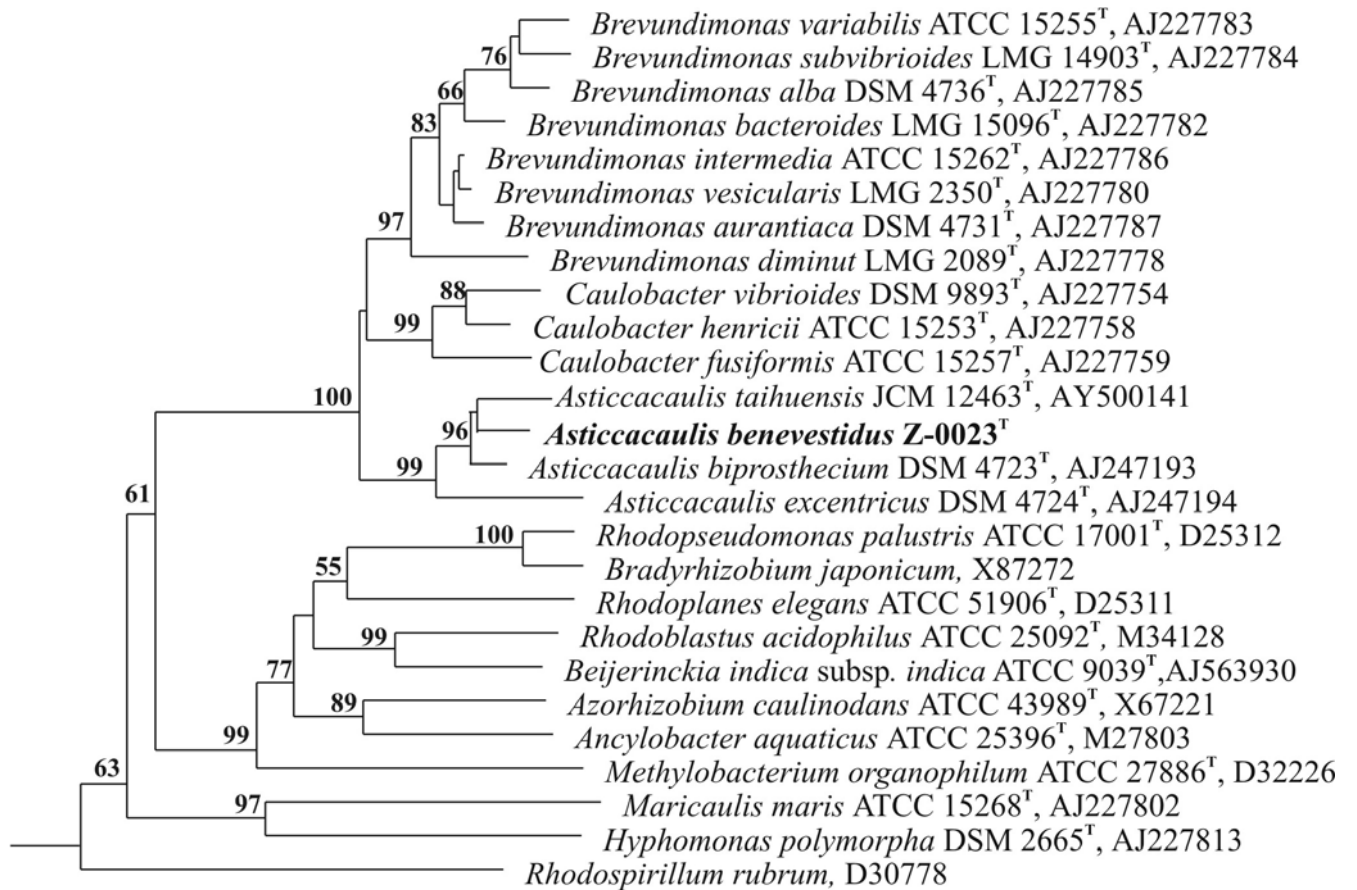 Brevundimonas variabilis ATCC 15255ᵀ, AJ227783
76 Brevundimonas subvibrioides LMG 14903ᵀ, AJ227784
66 Brevundimonas alba DSM 4736ᵀ, AJ227785
83 Brevundimonas bacteroides LMG 15096ᵀ, AJ227782
Brevundimonas intermedia ATCC 15262ᵀ, AJ227786
Brevundimonas vesicularis LMG 2350ᵀ, AJ227780
97 Brevundimonas aurantiaca DSM 4731ᵀ, AJ227787
Brevundimonas diminut LMG 2089ᵀ, AJ227778
88 Caulobacter vibrioides DSM 9893ᵀ, AJ227754
99 Caulobacter henricii ATCC 15253ᵀ, AJ227758
Caulobacter fusiformis ATCC 15257ᵀ, AJ227759
100 Asticcacaulis taihuensis JCM 12463ᵀ, AY500141
96 Asticcacaulis benevestidus Z-0023ᵀ
99 Asticcacaulis biprosthecium DSM 4723ᵀ, AJ247193
61 Asticcacaulis excentricus DSM 4724ᵀ, AJ247194
100 Rhodopseudomonas palustris ATCC 17001ᵀ, D25312
55 Bradyrhizobium japonicum, X87272
Rhodoplanes elegans ATCC 51906ᵀ, D25311
99 Rhodoblastus acidophilus ATCC 25092ᵀ, M34128
77 Beijerinckia indica subsp. indica ATCC 9039ᵀ,AJ563930
89 Azorhizobium caulinodans ATCC 43989ᵀ, X67221
99 Ancylobacter aquaticus ATCC 25396ᵀ, M27803
63 Methylobacterium organophilum ATCC 27886ᵀ, D32226
97 Maricaulis maris ATCC 15268ᵀ, AJ227802
Hyphomonas polymorpha DSM 2665ᵀ, AJ227813
Rhodospirillum rubrum, D30778